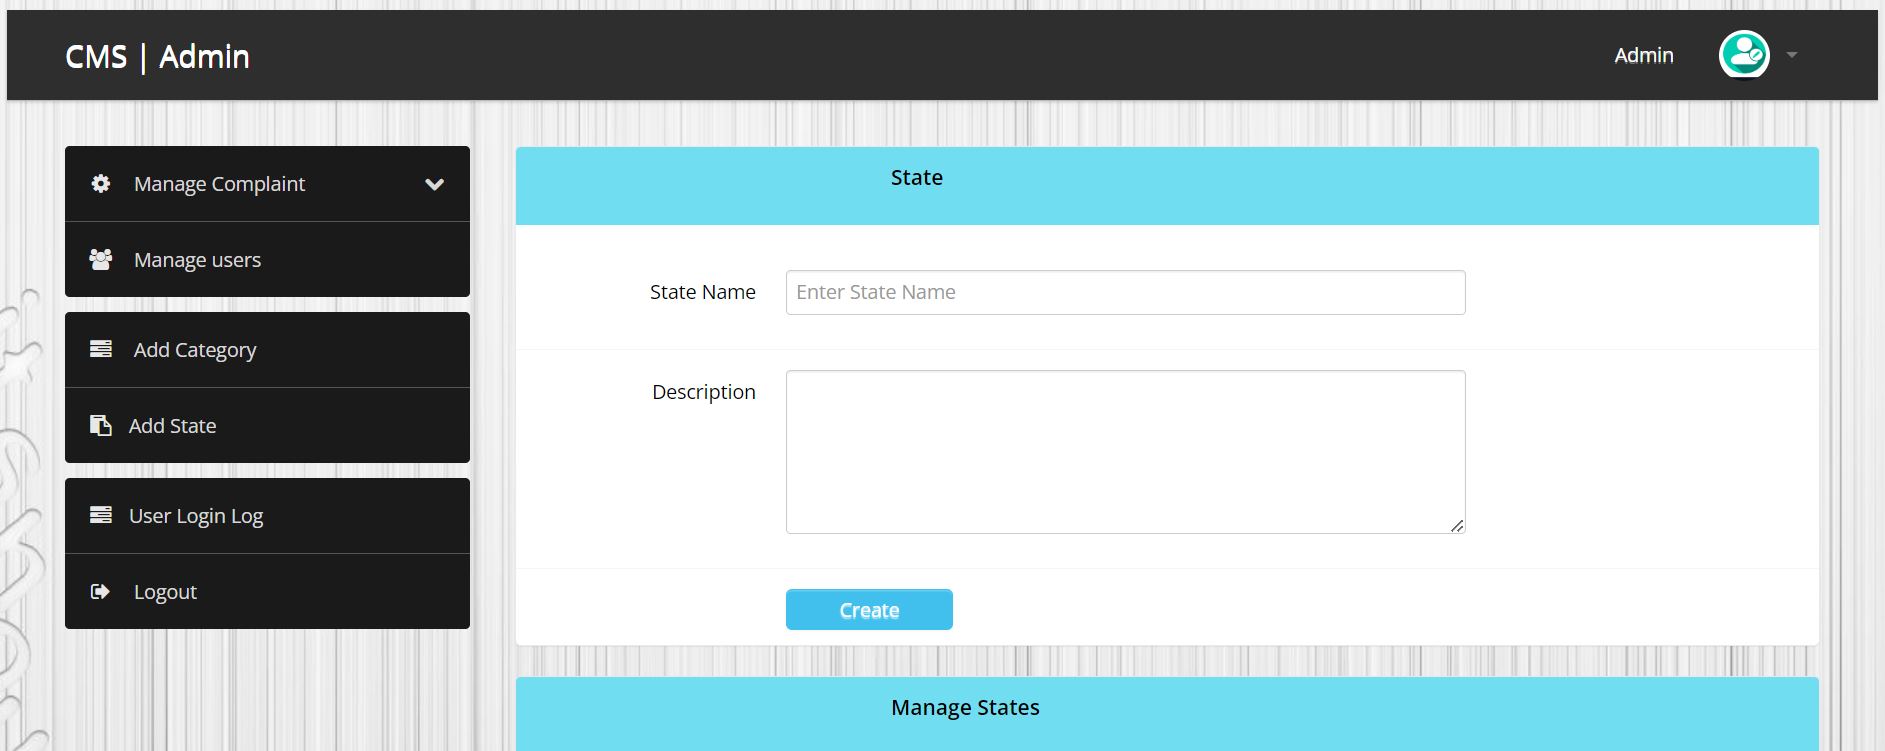 CMS | Admin
Admin
Manage Complaint
Manage users
Add Category
Add State
User Login Log
Logout
State
State Name
Enter State Name
Description
Create
Manage States